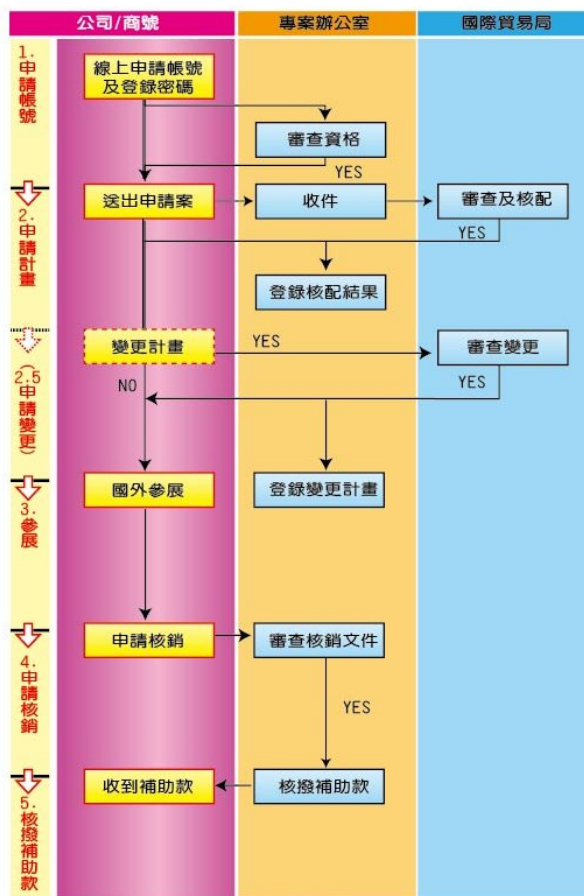 公司/商號
專案辦公室
國際貿易局
1.申請帳號
線上申請帳號
及登錄密碼
審查資格
YES
2.申請計畫
送出申請案
收件
審查及核配
YES
登錄核配結果
(2.5申請變更)
變更計畫
YES
審查變更
NO
YES
3.參展
國外參展
登錄變更計畫
4.申請核銷
申請核銷
審查核銷文件
YES
5.核撥補助款
收到補助款
核撥補助款